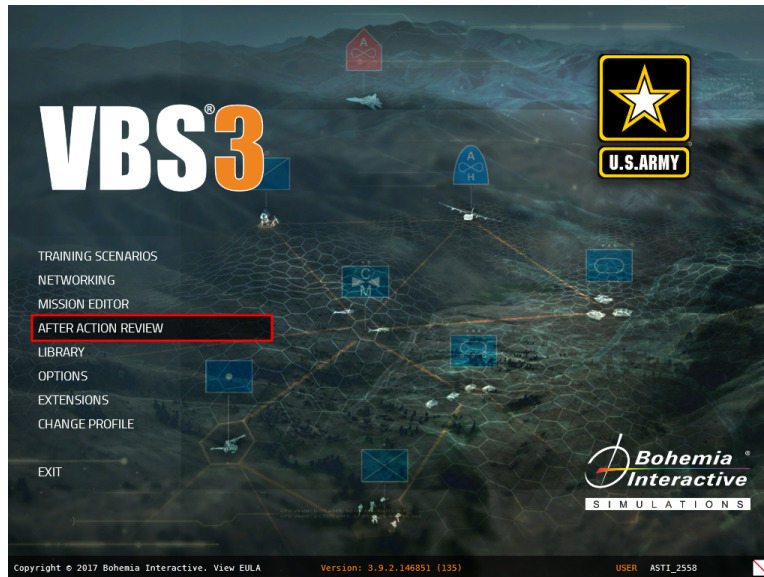 A
VBS®3
U.S.ARMY
®
A
H
TRAINING SCENARIOS
NETWORKING
MISSION EDITOR
AFTER ACTION REVIEW
LIBRARY
OPTIONS
EXTENSIONS
CHANGE PROFILE
EXIT
C
M
Bohemia ®
Interactive
SIMULATIONS
Copyright © 2017 Bohemia Interactive. View EULA
Version: 3.9.2.146851 (135)
USER ASTI_2558